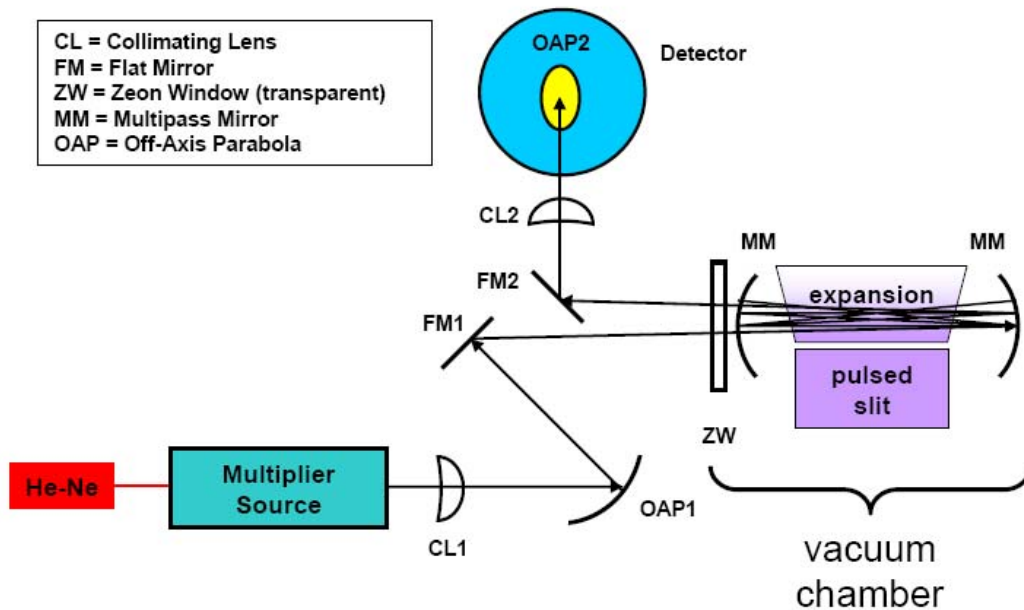 CL = Collimating Lens
FM = Flat Mirror
ZW = Zeon Window (transparent)
MM = Multipass Mirror
OAP = Off-Axis Parabola
OAP2
Detector
CL2
MM
MM
FM2
expansion
FM1
pulsed
slit
ZW
He-Ne
Multiplier
Source
OAP1
CL1
vacuum
chamber